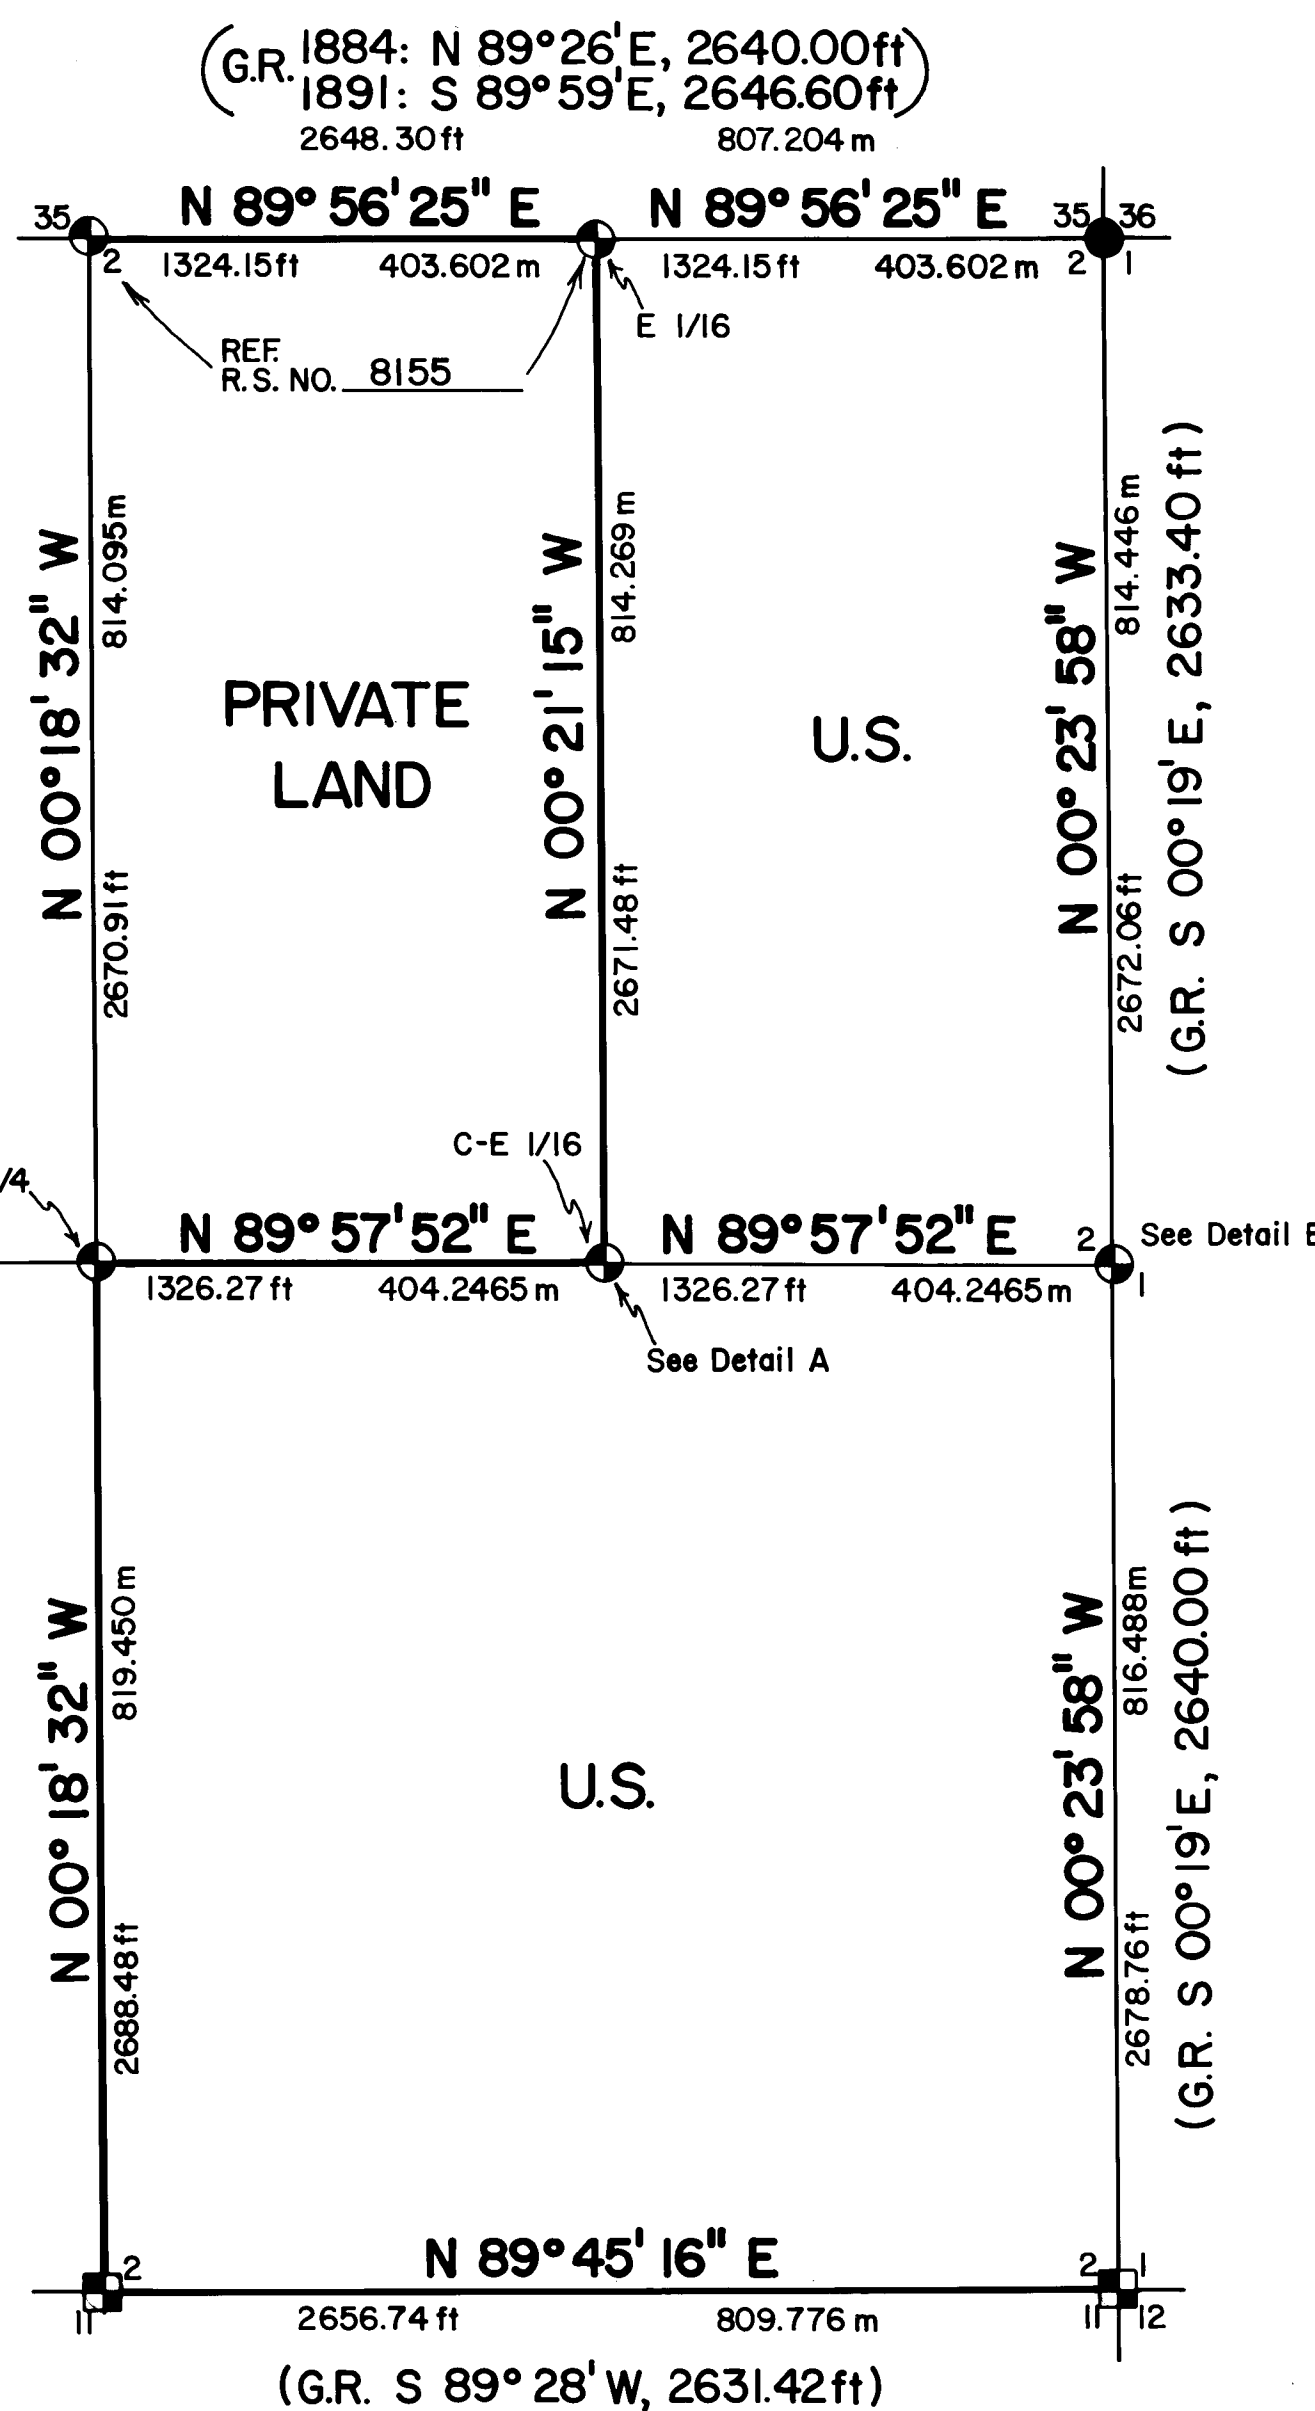 (G.R. 1884: N 89°26'E, 2640.00ft
1891: S 89°59'E, 2646.60ft)
2648.30ft 807.204m
N 89°56'25" E N 89°56'25" E
35 35 36
2 1324.15ft 403.602m 1324.15ft 403.602m 2 1
E 1/16
REF.
R.S. NO. 8155
N 00°18'32" W
814.095m
2670.91ft
N 00°21'15" W
814.269m
2671.48ft
N 00°23'58" W
814.446m
2672.06ft
(G.R. S 00°19'E, 2633.40ft)
PRIVATE
LAND
U.S.
C-E 1/16
/4
N 89°57'52" E N 89°57'52" E 2 See Detail
1326.27ft 404.2465m 1326.27ft 404.2465m 1
See Detail A
N 00°18'32" W
819.450m
2688.48ft
U.S.
N 00°23'58" W
816.488m
2678.76ft
(G.R. S 00°19'E, 2640.00ft)
N 89°45'16" E
2 2 1
11 2656.74ft 809.776m 11 12
(G.R. S 89°28'W, 2631.42ft)